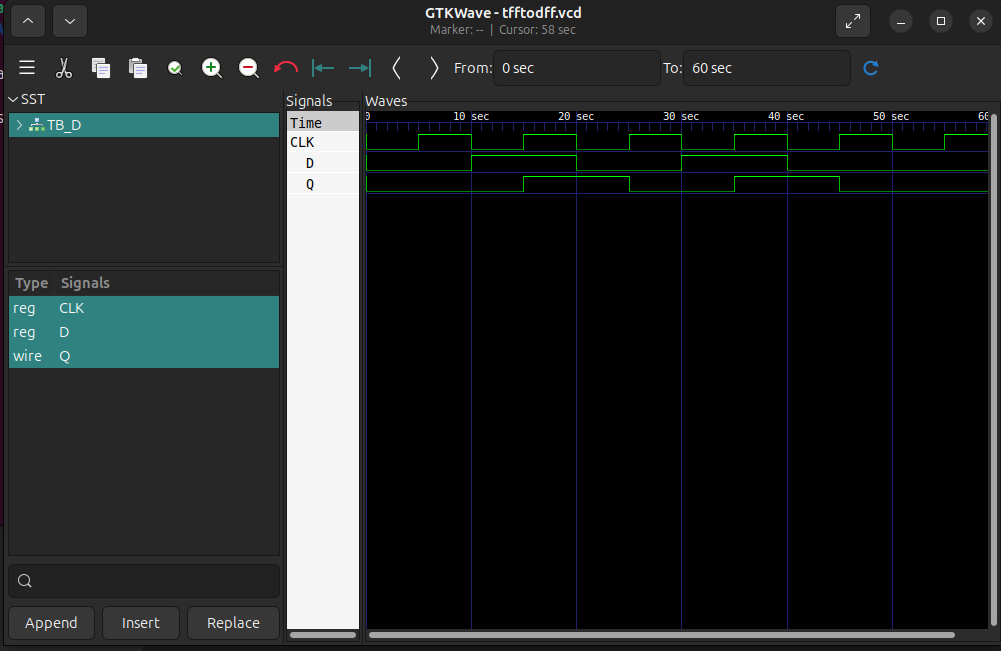 GTKWave - tfftodff.vcd
Marker: -- | Cursor: 58 sec
From: 0 sec To: 60 sec
SST
TB_D
Type Signals
reg CLK
reg D
wire Q
Append Insert Replace
Signals
Time
CLK
D
Q
Waves
0 10 sec 20 sec 30 sec 40 sec 50 sec 60